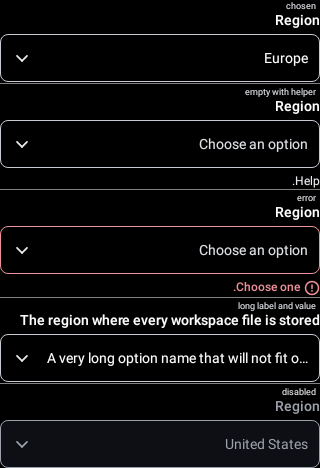 chosen
Region
Europe
empty with helper
Region
Choose an option
.Help
error
Region
Choose an option
.Choose one
long label and value
The region where every workspace file is stored
A very long option name that will not fit o…
disabled
Region
United States